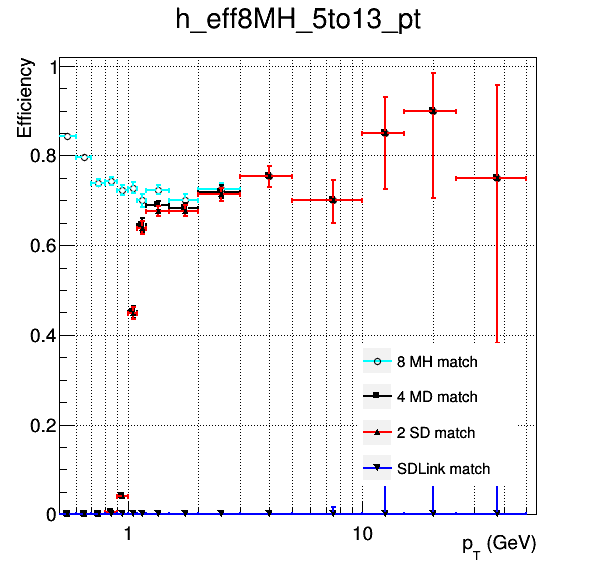 h_eff8MH_5to13_pt
Efficiency
1
0.8
0.6
0.4
0.2
0
8 MH match
4 MD match
2 SD match
SDLink match
1
10
p_T (GeV)